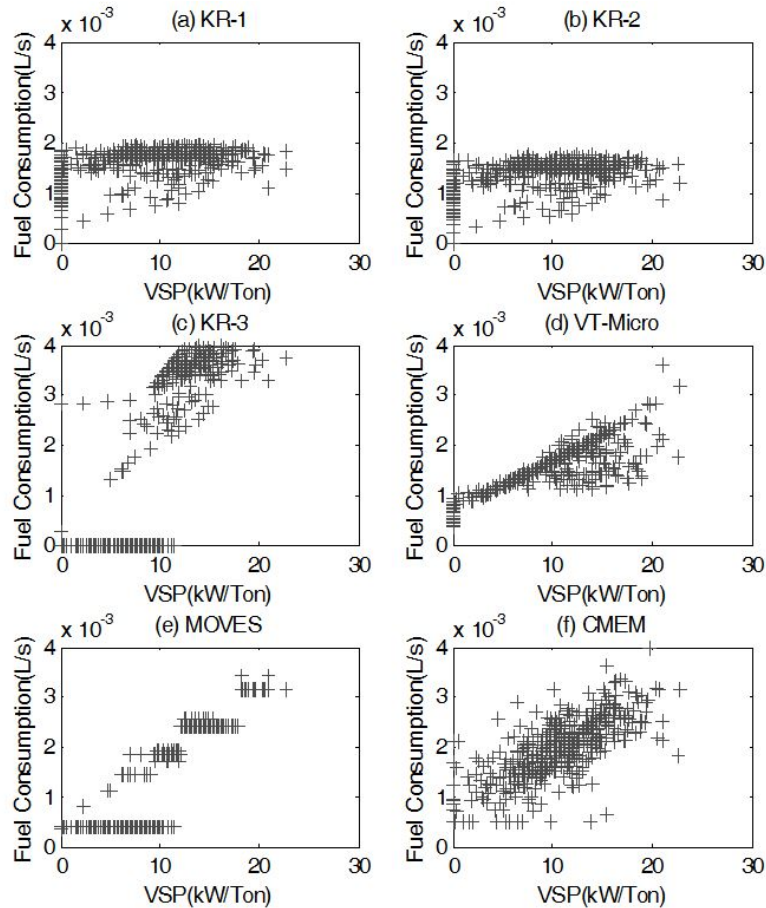 (a) KR-1
x 10⁻³
Fuel Consumption(L/s)
4
3
2
1
0
0 10 20 30
VSP(kW/Ton)
(b) KR-2
x 10⁻³
Fuel Consumption(L/s)
4
3
2
1
0
0 10 20 30
VSP(kW/Ton)
(c) KR-3
x 10⁻³
Fuel Consumption(L/s)
4
3
2
1
0
0 10 20 30
VSP(kW/Ton)
(d) VT-Micro
x 10⁻³
Fuel Consumption(L/s)
4
3
2
1
0
0 10 20 30
VSP(kW/Ton)
(e) MOVES
x 10⁻³
Fuel Consumption(L/s)
4
3
2
1
0
0 10 20 30
VSP(kW/Ton)
(f) CMEM
x 10⁻³
Fuel Consumption(L/s)
4
3
2
1
0
0 10 20 30
VSP(kW/Ton)